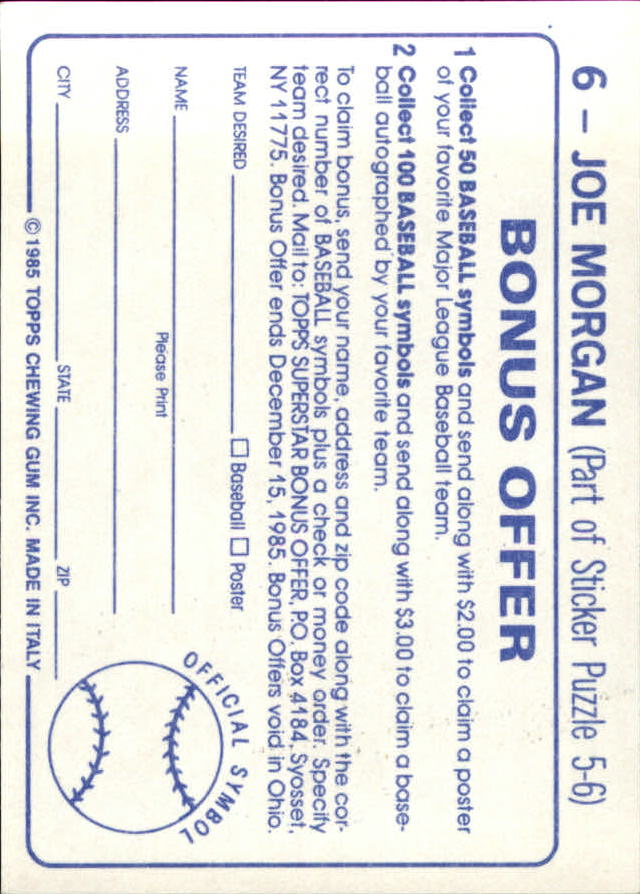 6 – JOE MORGAN (Part of Sticker Puzzle 5-6)
BONUS OFFER
1 Collect 50 BASEBALL symbols and send along with $2.00 to claim a poster
of your favorite Major League Baseball team.
2 Collect 100 BASEBALL symbols and send along with $3.00 to claim a base-
ball autographed by your favorite team.
To claim bonus, send your name, address and zip code along with the cor-
rect number of BASEBALL symbols plus a check or money order. Specify
team desired. Mail to: TOPPS SUPERSTAR BONUS OFFER, P.O. Box 4184, Syosset,
NY 11775. Bonus Offer ends December 15, 1985. Bonus Offers void in Ohio.
TEAM DESIRED Baseball Poster
NAME
Please Print
ADDRESS
CITY STATE ZIP
OFFICIAL SYMBOL
© 1985 TOPPS CHEWING GUM INC. MADE IN ITALY